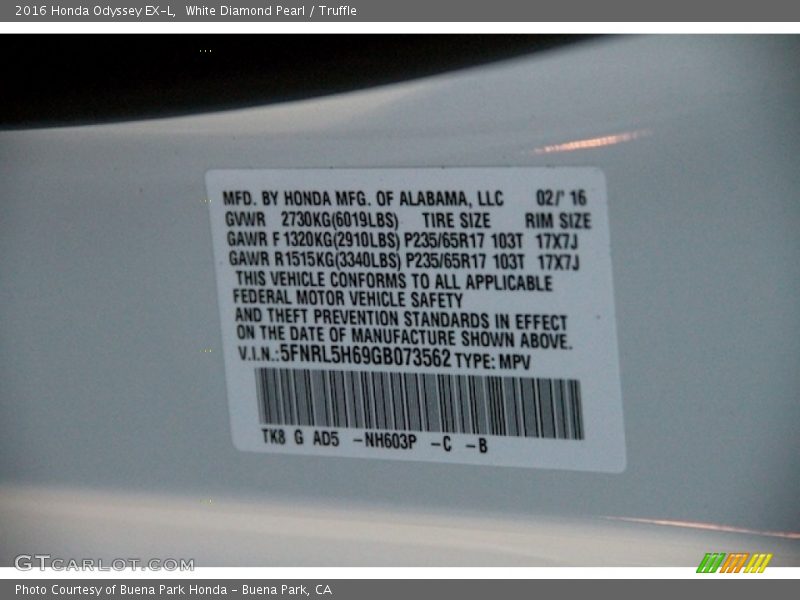 2016 Honda Odyssey EX-L,  White Diamond Pearl / Truffle
MFD. BY HONDA MFG. OF ALABAMA, LLC 02/' 16
GVWR 2730KG(6019LBS) TIRE SIZE RIM SIZE
GAWR F 1320KG(2910LBS) P235/65R17 103T 17X7J
GAWR R1515KG(3340LBS) P235/65R17 103T 17X7J
THIS VEHICLE CONFORMS TO ALL APPLICABLE
FEDERAL MOTOR VEHICLE SAFETY
AND THEFT PREVENTION STANDARDS IN EFFECT
ON THE DATE OF MANUFACTURE SHOWN ABOVE.
V.I.N.:5FNRL5H69GB073562 TYPE: MPV
TK8 G AD5 -NH603P -C -B
GTCARLOT.COM
Photo Courtesy of Buena Park Honda - Buena Park, CA